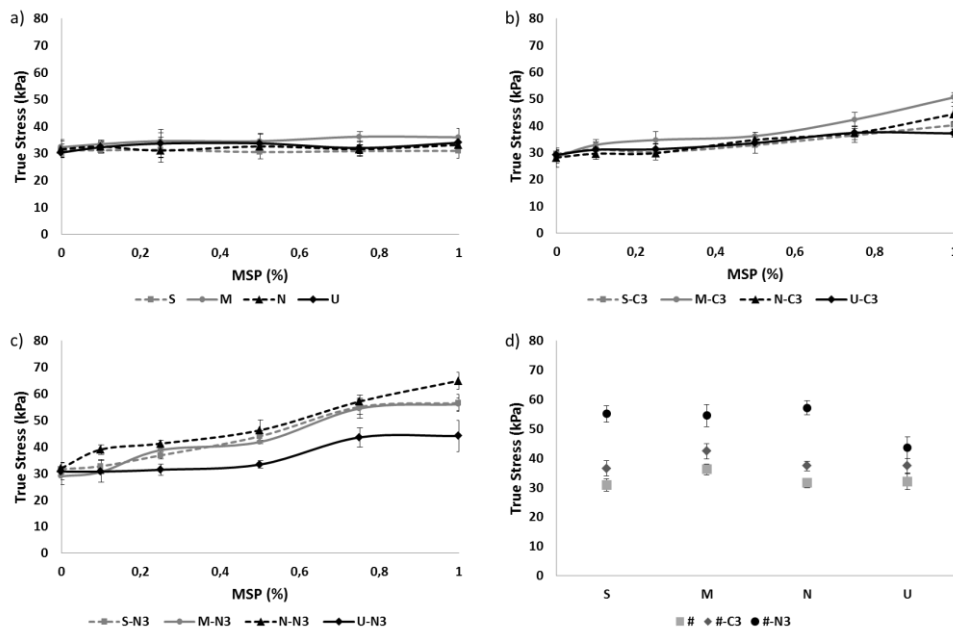 a)
80
70
60
50
40
30
20
10
0
True Stress (kPa)
0 0,2 0,4 0,6 0,8 1
MSP (%)
S M N U
b)
80
70
60
50
40
30
20
10
0
True Stress (kPa)
0 0,2 0,4 0,6 0,8 1
MSP (%)
S-C3 M-C3 N-C3 U-C3
c)
80
70
60
50
40
30
20
10
0
True Stress (kPa)
0 0,2 0,4 0,6 0,8 1
MSP (%)
S-N3 M-N3 N-N3 U-N3
d)
80
70
60
50
40
30
20
10
0
True Stress (kPa)
S M N U
# #-C3 #-N3